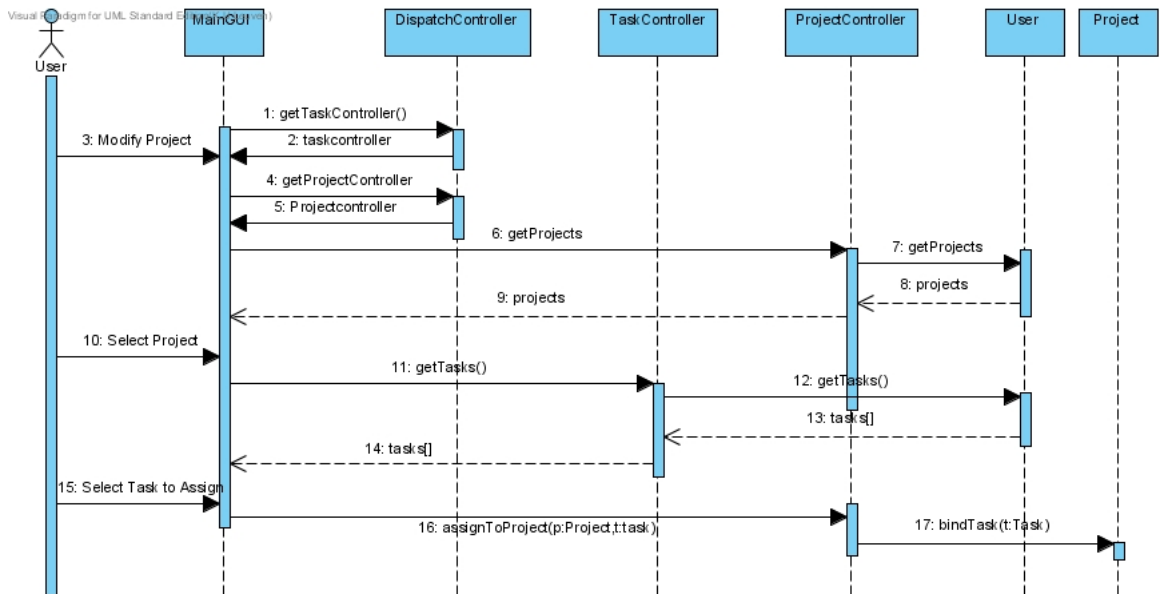 Visual Paradigm for UML Standard
MainGUI
DispatchController
TaskController
ProjectController
User
Project
User
1: getTaskController()
3: Modify Project
2: taskcontroller
4: getProjectController
5: Projectcontroller
6: getProjects
7: getProjects
8: projects
9: projects
10: Select Project
11: getTasks()
12: getTasks()
13: tasks[]
14: tasks[]
15: Select Task to Assign
16: assignToProject(p:Project,t:task)
17: bindTask(t:Task)